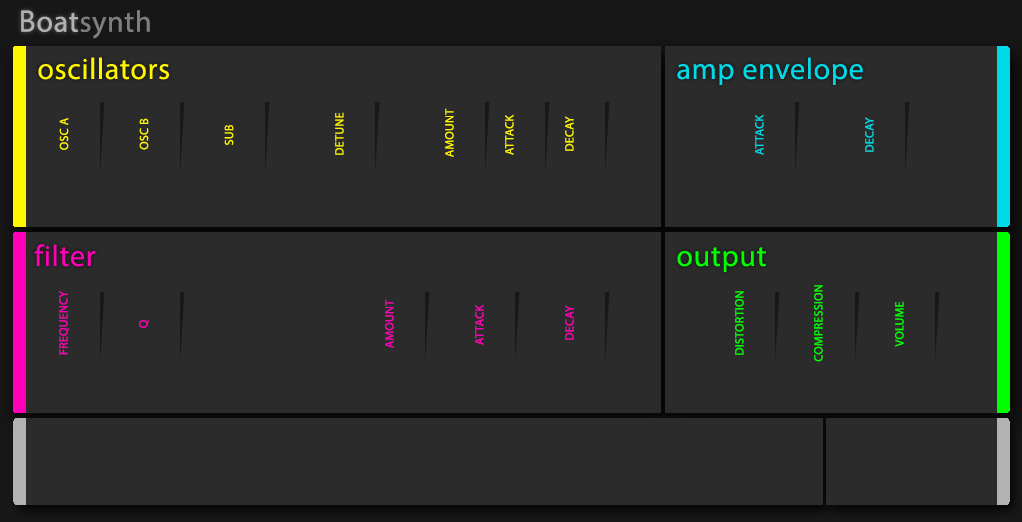 Boatsynth
oscillators
OSC A
OSC B
SUB
DETUNE
AMOUNT
ATTACK
DECAY
amp envelope
ATTACK
DECAY
filter
FREQUENCY
Q
AMOUNT
ATTACK
DECAY
output
DISTORTION
COMPRESSION
VOLUME